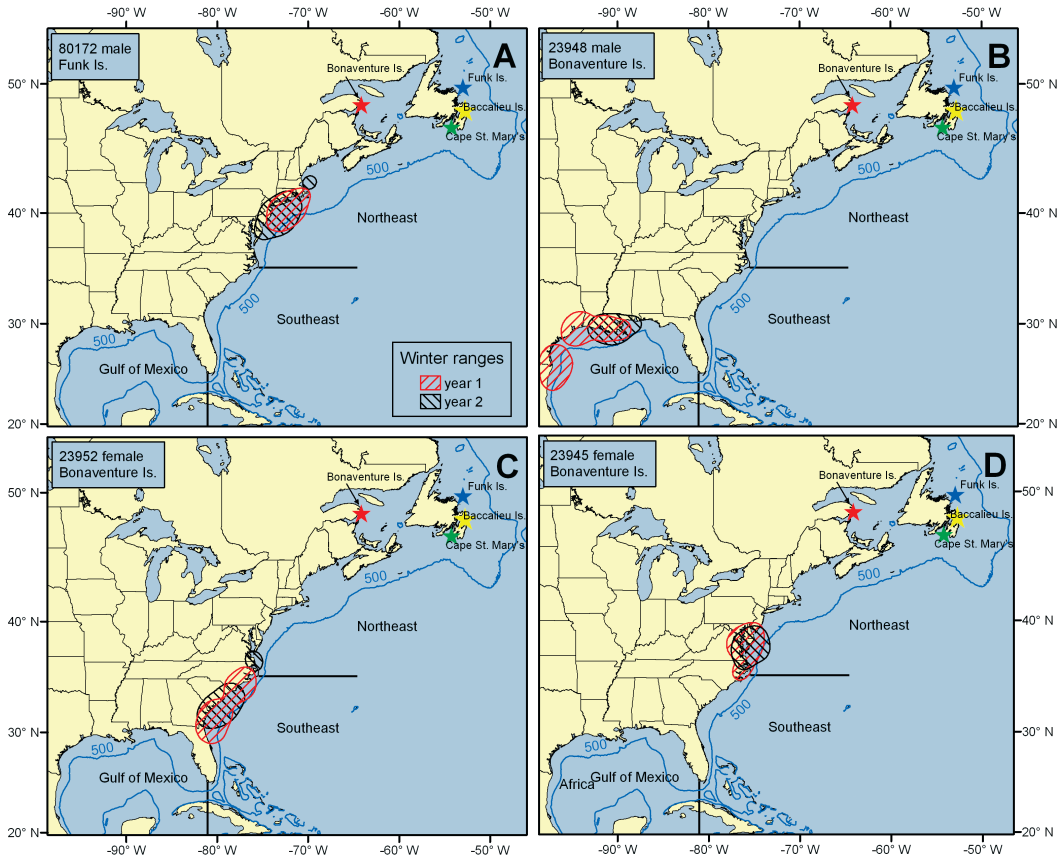 -90° W
-80° W
-70° W
-60° W
-50° W
-90° W
-80° W
-70° W
-60° W
-50° W
80172 male
Funk Is.
A
Bonaventure Is.
Funk Is.
50° N
Baccalieu Is.
Cape St. Mary's
500
40° N
Northeast
500
30° N
Southeast
500
Gulf of Mexico
Winter ranges
year 1
year 2
20° N
23948 male
Bonaventure Is.
B
Bonaventure Is.
Funk Is.
50° N
Baccalieu Is.
Cape St. Mary's
500
Northeast
40° N
500
Southeast
30° N
500
Gulf of Mexico
20° N
23952 female
Bonaventure Is.
C
Bonaventure Is.
Funk Is.
50° N
Baccalieu Is.
Cape St. Mary's
500
40° N
Northeast
Southeast
30° N
500
Gulf of Mexico
20° N
23945 female
Bonaventure Is.
D
Bonaventure Is.
Funk Is.
50° N
Baccalieu Is.
Cape St. Mary's
500
Northeast
40° N
500
Southeast
30° N
500
Africa
Gulf of Mexico
20° N
-90° W
-80° W
-70° W
-60° W
-50° W
-90° W
-80° W
-70° W
-60° W
-50° W